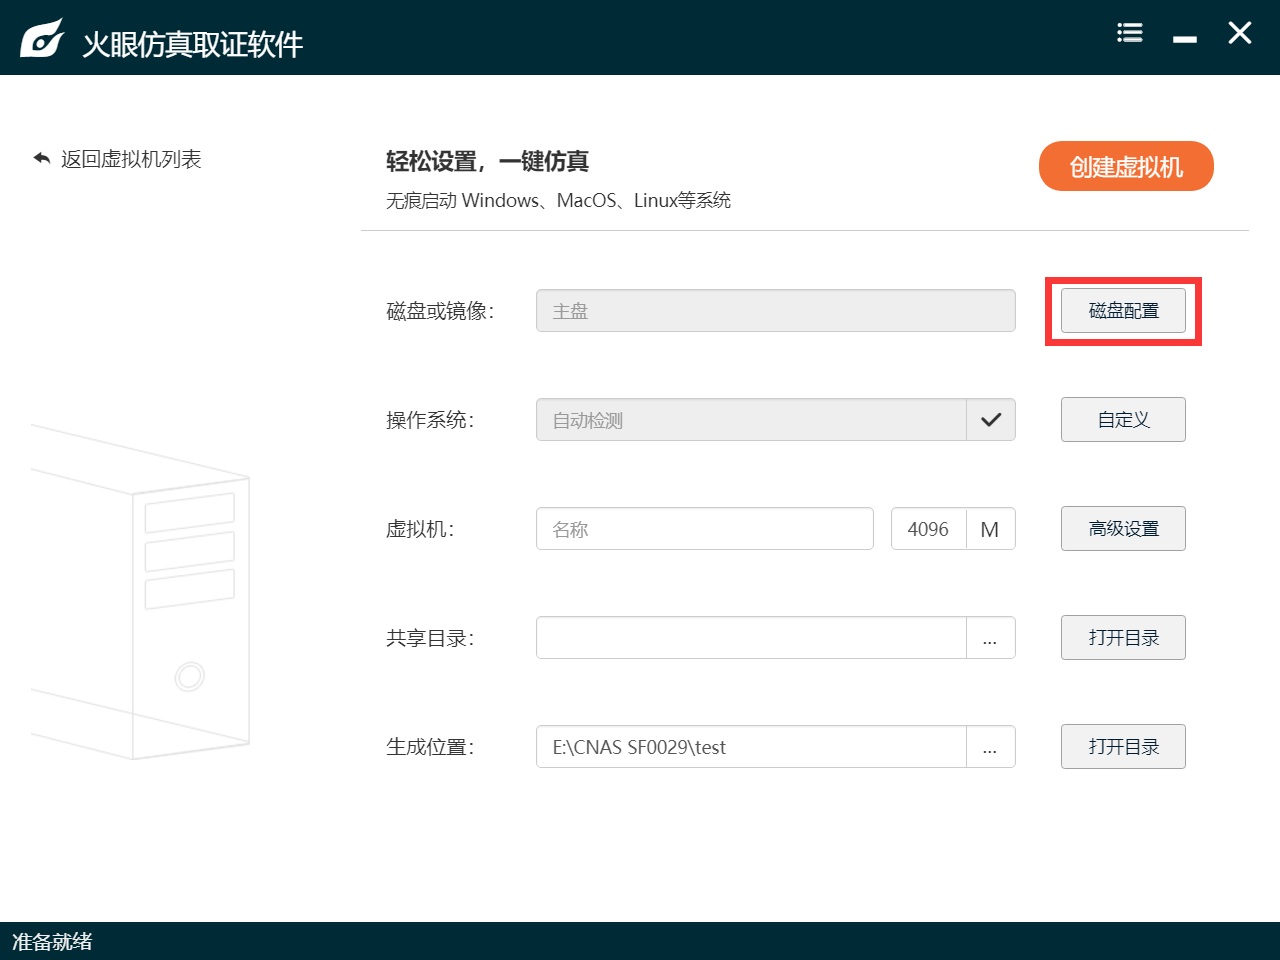 火眼仿真取证软件
返回虚拟机列表
轻松设置，一键仿真
创建虚拟机
无痕启动 Windows、MacOS、Linux等系统
磁盘或镜像： 主盘 磁盘配置
操作系统： 自动检测 自定义
虚拟机： 名称 4096 M 高级设置
共享目录： ... 打开目录
生成位置： E:\CNAS SF0029\test ... 打开目录
准备就绪